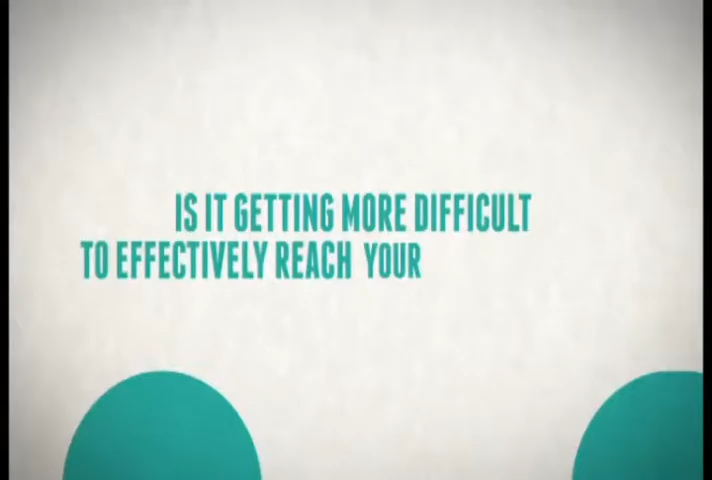 IS IT GETTING MORE DIFFICULT
TO EFFECTIVELY REACH YOUR